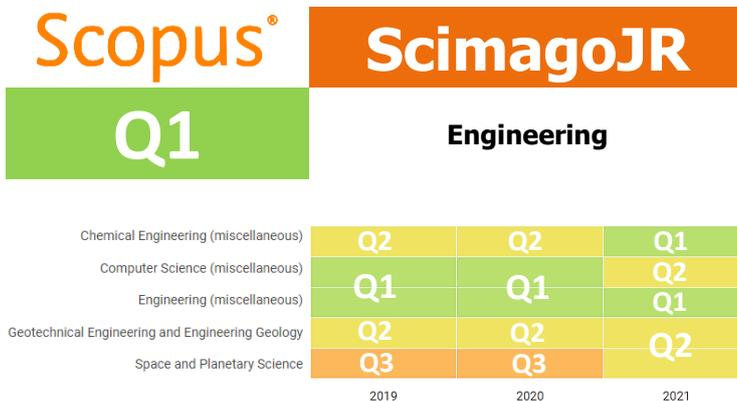 Scopus®
ScimagoJR
Q1
Engineering
Chemical Engineering (miscellaneous) Q2 Q2 Q1
Computer Science (miscellaneous) Q2
Q1 Q1
Engineering (miscellaneous) Q1
Geotechnical Engineering and Engineering Geology Q2 Q2
Q2
Space and Planetary Science Q3 Q3
2019 2020 2021